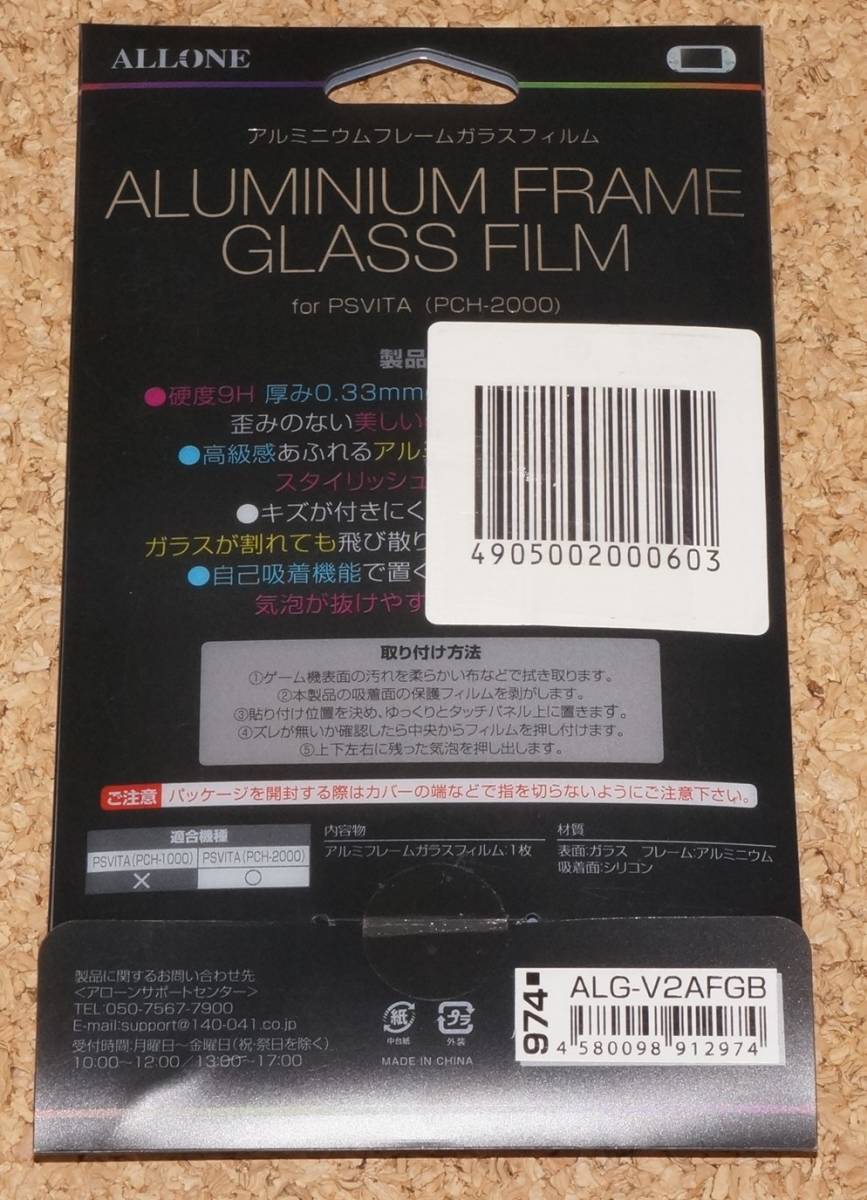 ALLONE
アルミニウムフレームガラスフィルム
ALUMINIUM FRAME
GLASS FILM
for PSVITA (PCH-2000)
製品
●硬度9H 厚み0.33mm
歪みのない美しい
●高級感あふれるアル
スタイリッシュ
●キズが付きにく
ガラスが割れても飛び散り
●自己吸着機能で置く
気泡が抜けやす
4905002000603
取り付け方法
①ゲーム機表面の汚れを柔らかい布などで拭き取ります。
②本製品の吸着面の保護フィルムを剥がします。
③貼り付け位置を決め、ゆっくりとタッチパネル上に置きます。
④ズレが無いか確認したら中央からフィルムを押し付けます。
⑤上下左右に残った気泡を押し出します。
ご注意 パッケージを開封する際はカバーの端などで指を切らないようにご注意下さい。
適合機種
PSVITA(PCH-1000) PSVITA(PCH-2000)
× ○
内容物
アルミフレームガラスフィルム:1枚
材質
表面:ガラス フレーム:アルミニウム
吸着面:シリコン
製品に関するお問い合わせ先
<アローンサポートセンター>
TEL:050-7567-7900
E-mail:support@140-041.co.jp
受付時間:月曜日～金曜日(祝・祭日を除く)
10:00～12:00/13:00～17:00
紙
中台紙
プラ
外装
MADE IN CHINA
974■
ALG-V2AFGB
4 580098 912974